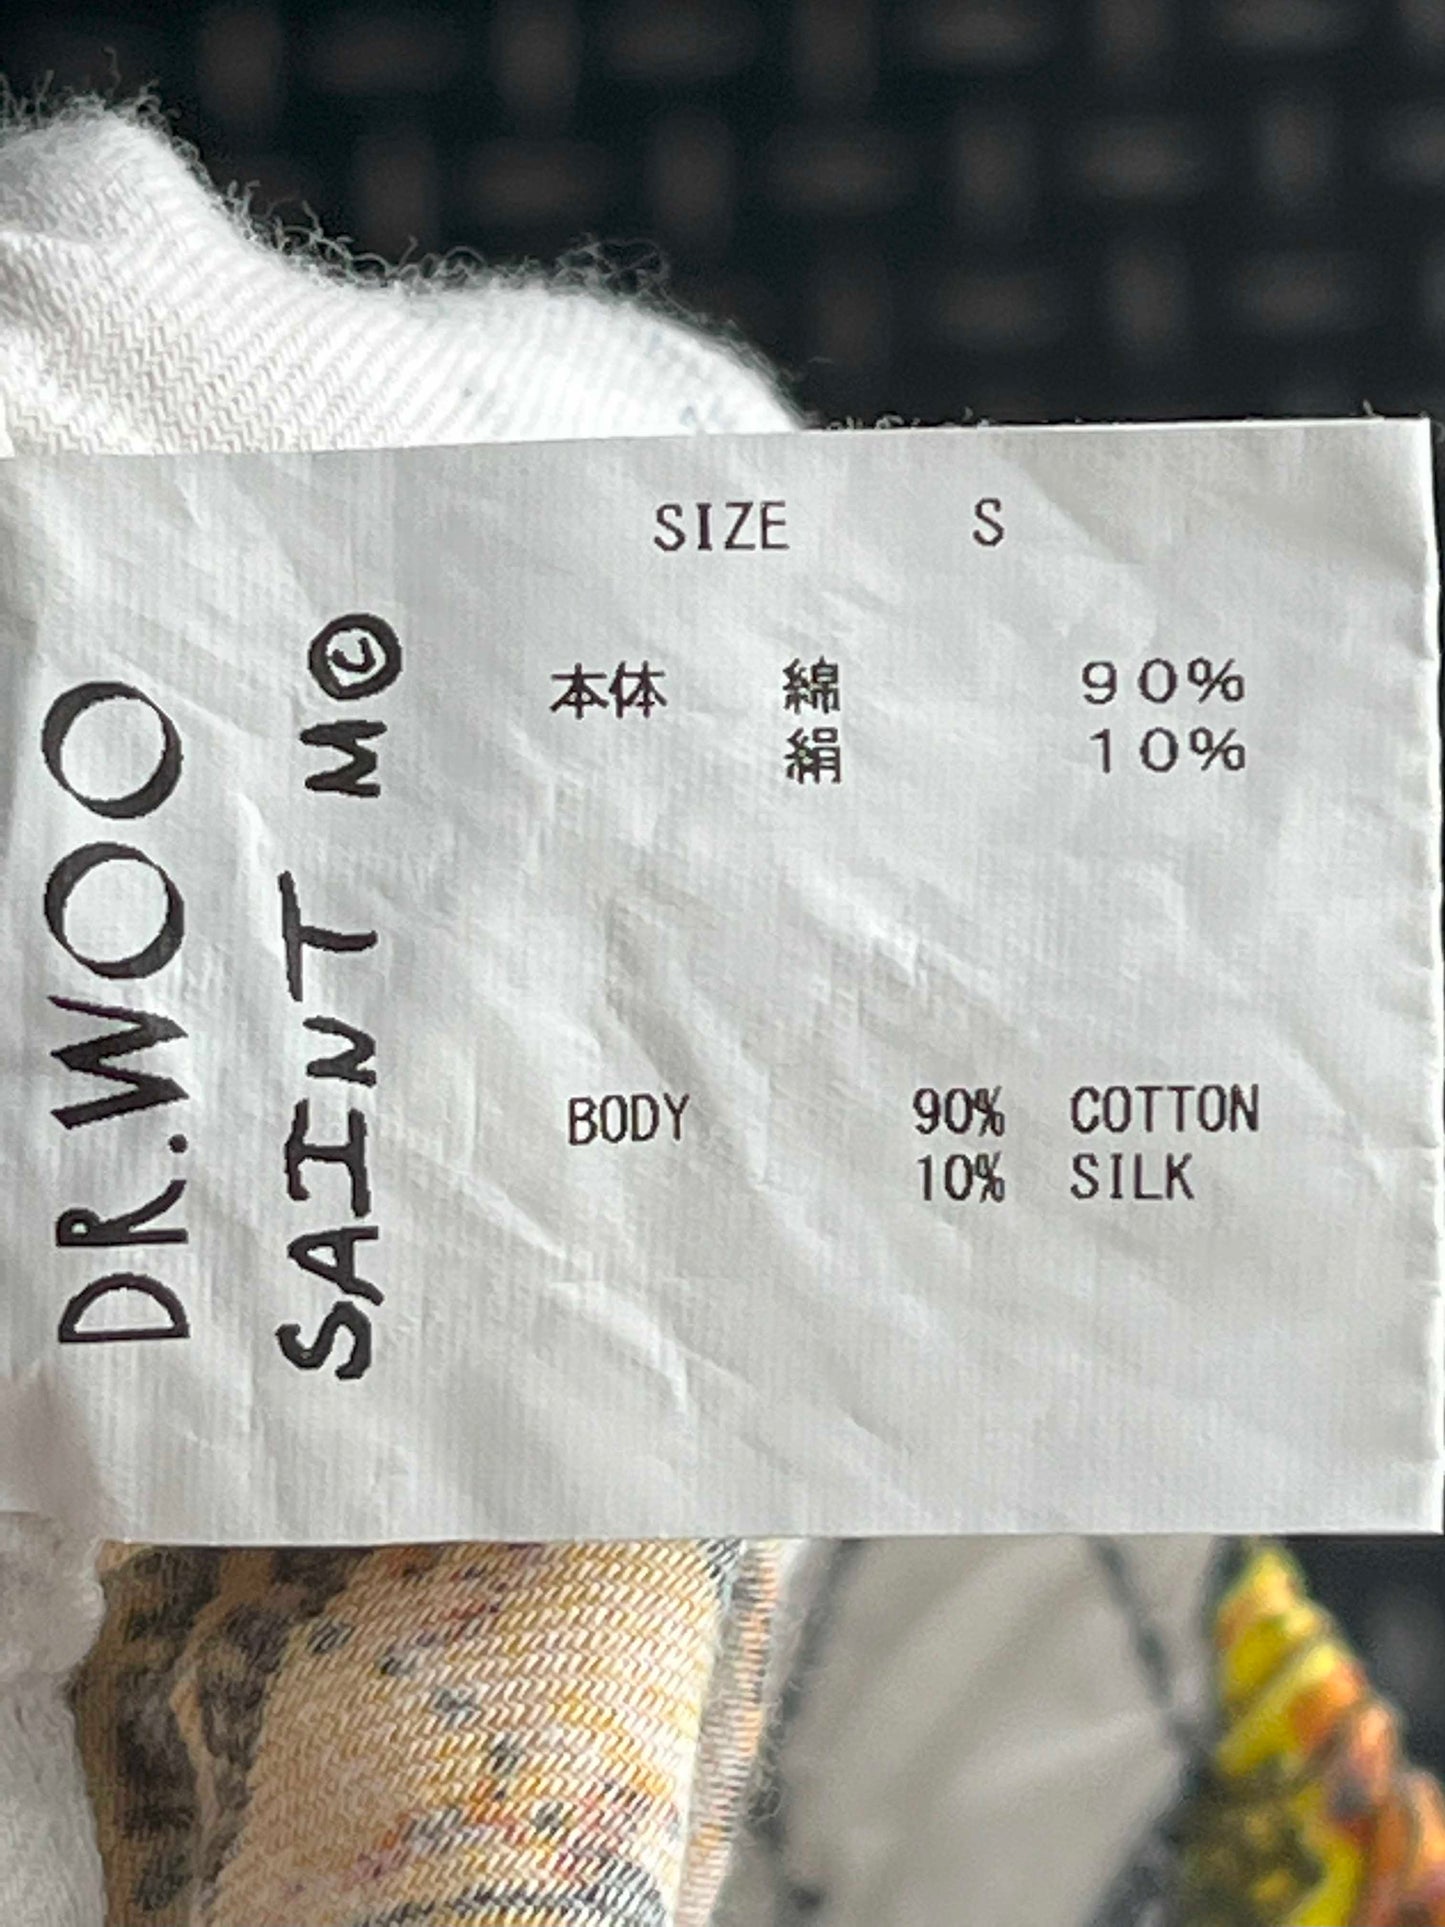 DR.WOO
SAINT M©
SIZE S
本体 綿 90%
絹 10%
BODY 90% COTTON
10% SILK